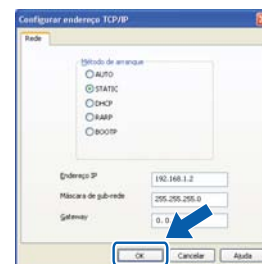 Configurar endereço TCP/IP
Rede
Método de arranque
AUTO
STATIC
DHCP
RARP
BOOTP
Endereço IP 192.168.1.2
Máscara de sub-rede 255.255.255.0
Gateway 0. 0.
OK Cancelar Ajuda